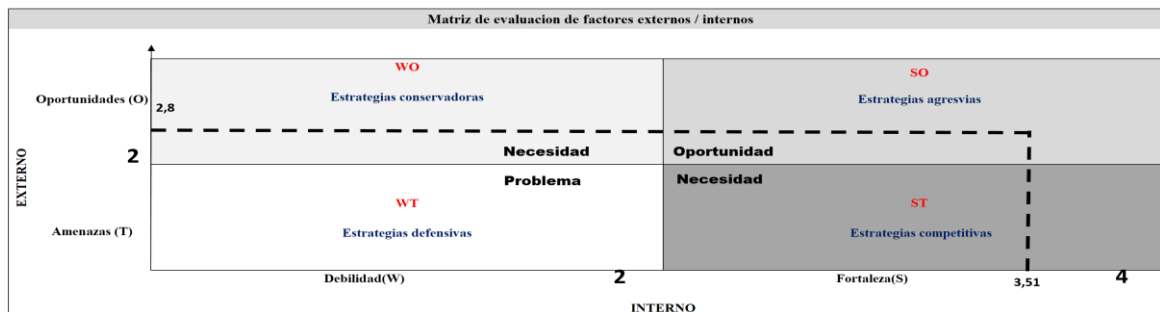 Matriz de evaluacion de factores externos / internos
WO
SO
Oportunidades (O)
2,8
Estrategias conservadoras
Estrategias agresvias
EXTERNO
2
Necesidad
Oportunidad
Problema
Necesidad
WT
ST
Amenazas (T)
Estrategias defensivas
Estrategias competitivas
Debilidad(W)
2
Fortaleza(S)
3,51
4
INTERNO